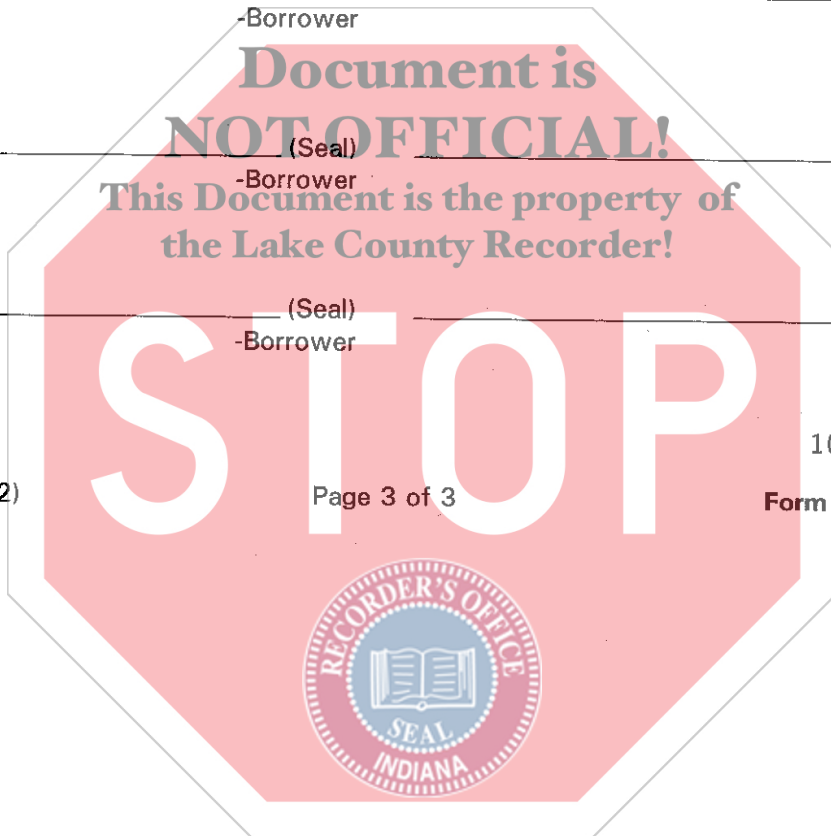 -Borrower
Document is
NOT OFFICIAL!
(Seal)
-Borrower
This Document is the property of
the Lake County Recorder!
(Seal)
-Borrower
STOP
2)
Page 3 of 3
Form
RECORDER'S OFFICE
SEAL
INDIANA